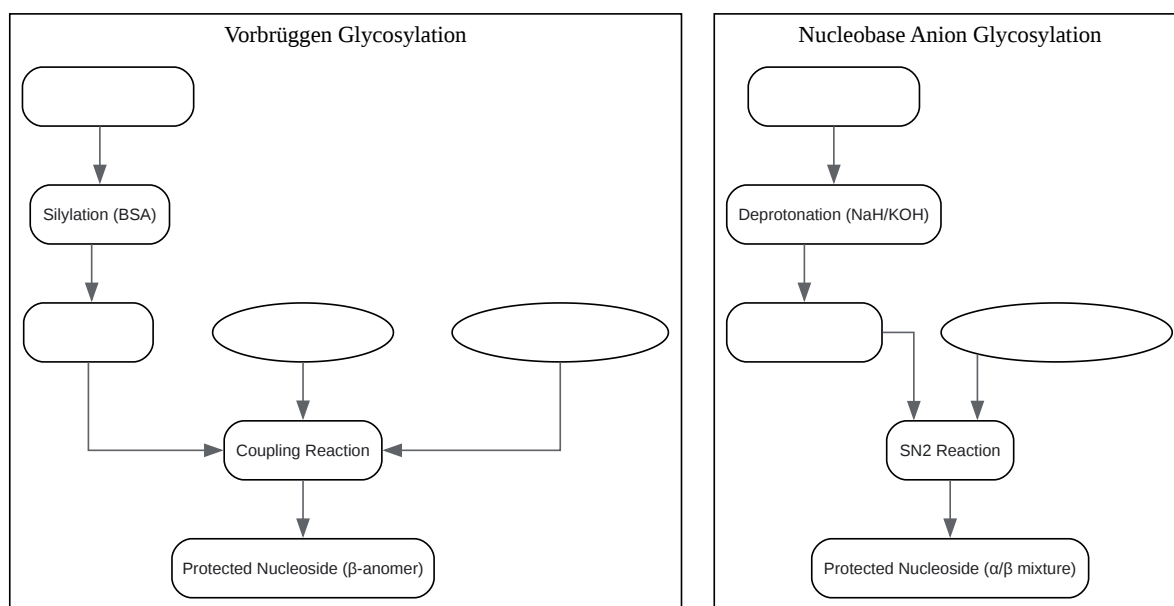 Vorbrüggen Glycosylation
Silylation (BSA)
Coupling Reaction
Protected Nucleoside (β-anomer)
Nucleobase Anion Glycosylation
Deprotonation (NaH/KOH)
SN2 Reaction
Protected Nucleoside (α/β mixture)